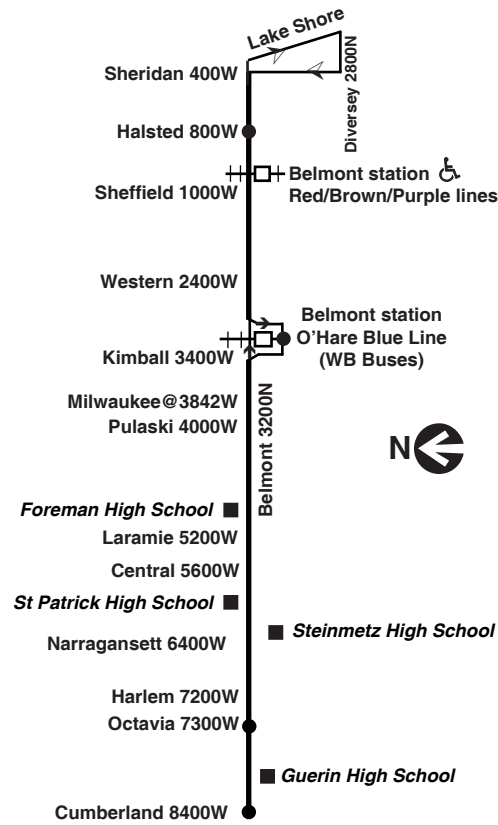 Lake Shore
Sheridan 400W
Diversey 2800N
Halsted 800W
Belmont station
Red/Brown/Purple lines
Sheffield 1000W
Western 2400W
Belmont station
O'Hare Blue Line
(WB Buses)
Kimball 3400W
Milwaukee@3842W
Pulaski 4000W
Belmont 3200N
N
Foreman High School
Laramie 5200W
Central 5600W
St Patrick High School
Steinmetz High School
Narragansett 6400W
Harlem 7200W
Octavia 7300W
Guerin High School
Cumberland 8400W